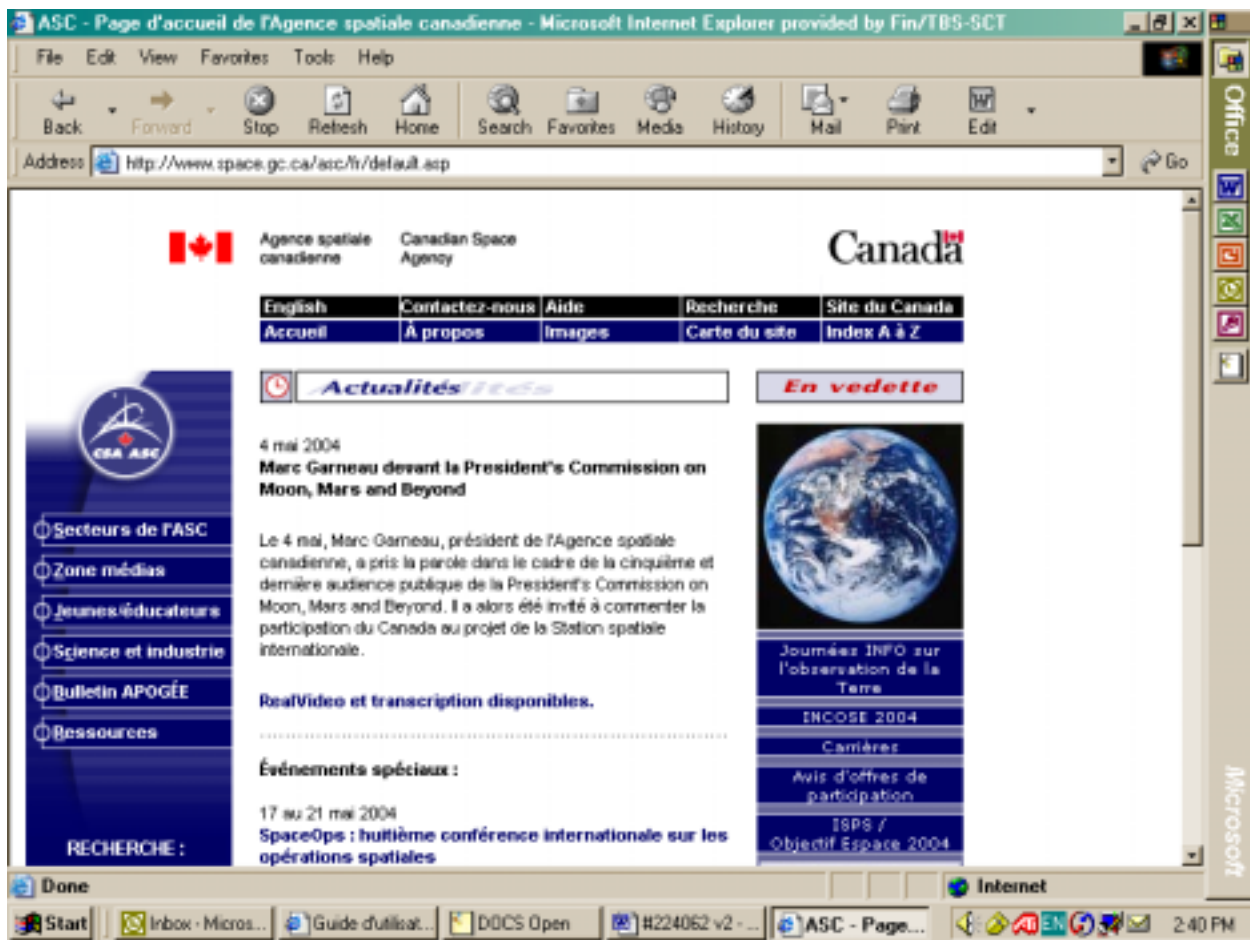 ASC - Page d'accueil de l'Agence spatiale canadienne - Microsoft Internet Explorer provided by Fin/TBS-SCT
File Edit View Favorites Tools Help
Back Forward Stop Refresh Home Search Favorites Media History Mail Print Edit
Address http://www.space.gc.ca/asc/fr/default.asp Go
Office
Agence spatiale canadienne
Canadian Space Agency
Canada
English Contactez-nous Aide Recherche Site du Canada
Accueil À propos Images Carte du site Index A à Z
CSA ASC
Secteurs de l'ASC
Zone médias
Jeunes/éducateurs
Science et industrie
Bulletin APOGÉE
Ressources
RECHERCHE :
Actualités
4 mai 2004
Marc Garneau devant la President's Commission on
Moon, Mars and Beyond
Le 4 mai, Marc Garneau, président de l'Agence spatiale
canadienne, a pris la parole dans le cadre de la cinquième et
dernière audience publique de la President's Commission on
Moon, Mars and Beyond. Il a alors été invité à commenter la
participation du Canada au projet de la Station spatiale
internationale.
RealVideo et transcription disponibles.
Événements spéciaux :
17 au 21 mai 2004
SpaceOps : huitième conférence internationale sur les
opérations spatiales
En vedette
Journées INFO sur
l'observation de la
Terre
INCOSE 2004
Carrières
Avis d'offres de
participation
ISPS /
Objectif Espace 2004
Microsoft
Done Internet
Start Inbox - Micros... Guide d'utilisat... DOCS Open #224062 v2 - ... ASC - Page... EN 2:40 PM